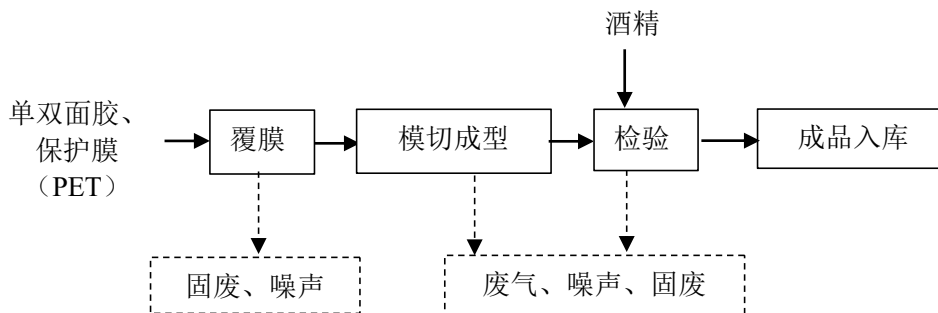 酒精
单双面胶、
保护膜
（PET）
覆膜
模切成型
检验
成品入库
固废、噪声
废气、噪声、固废